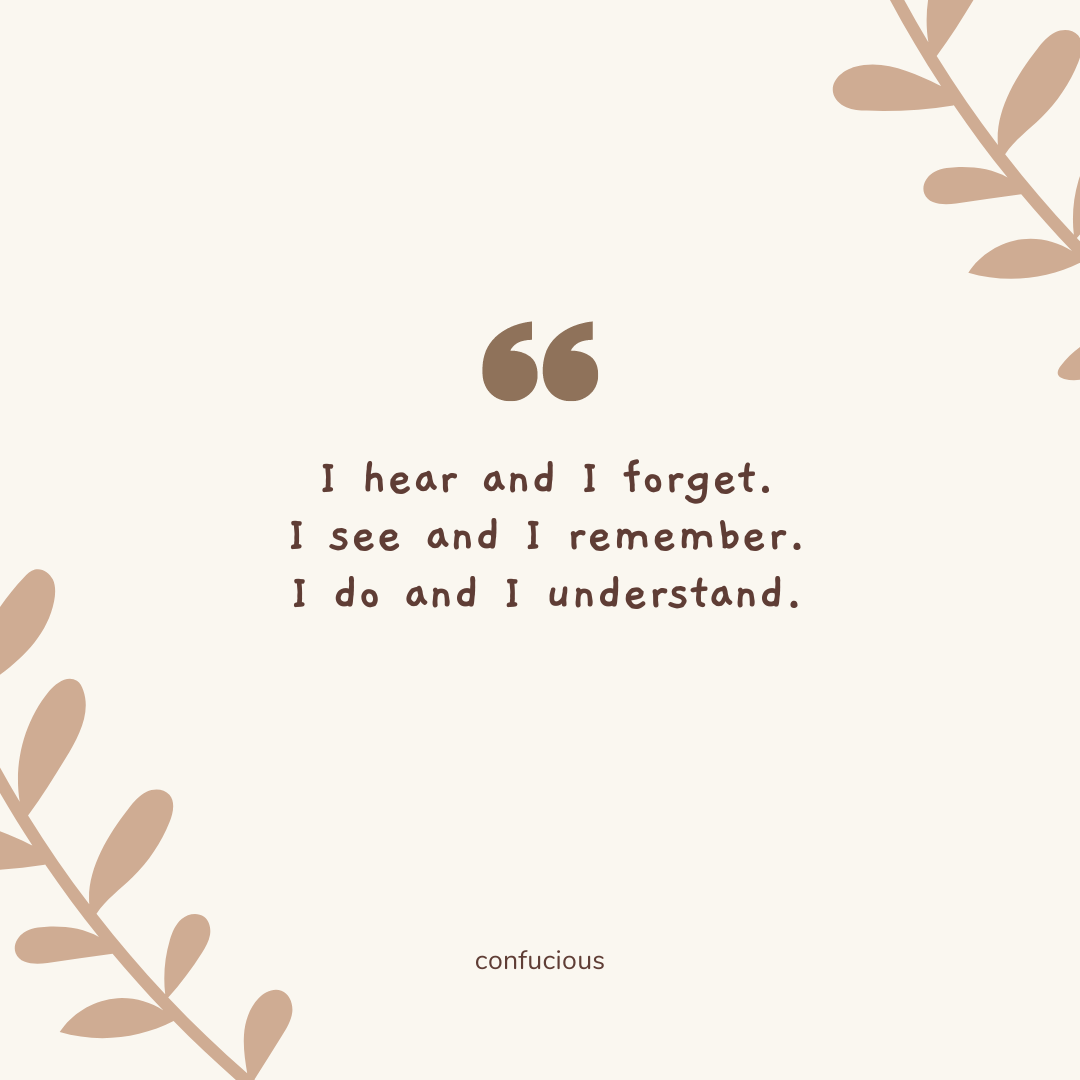 “
I hear and I forget.
I see and I remember.
I do and I understand.
confucious